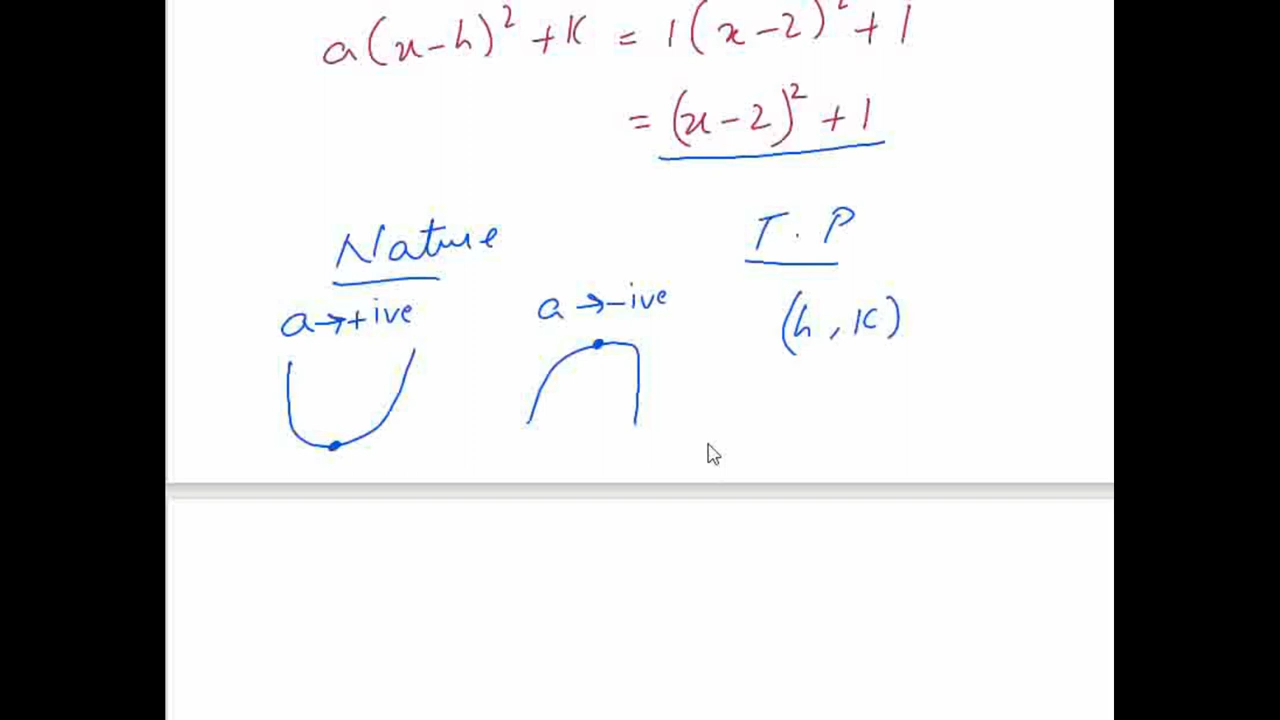 a(x-h)² + K = 1(x-2)² + 1
= (x-2)² + 1
Nature
T.P
a→+ive
a→-ive
(h, K)